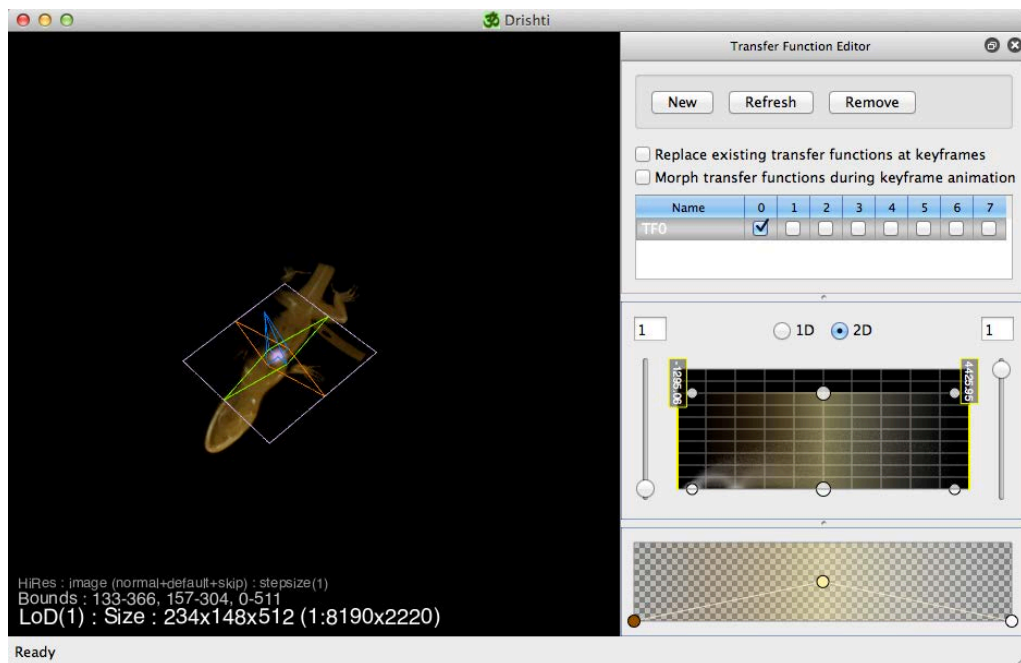 Drishti
Transfer Function Editor
New Refresh Remove
Replace existing transfer functions at keyframes
Morph transfer functions during keyframe animation
Name 0 1 2 3 4 5 6 7
TF0
1 1D 2D 1
-1295.06 4425.95
HiRes : image (normal+default+skip) : stepsize(1)
Bounds : 133-366, 157-304, 0-511
LoD(1) : Size : 234x148x512 (1:8190x2220)
Ready